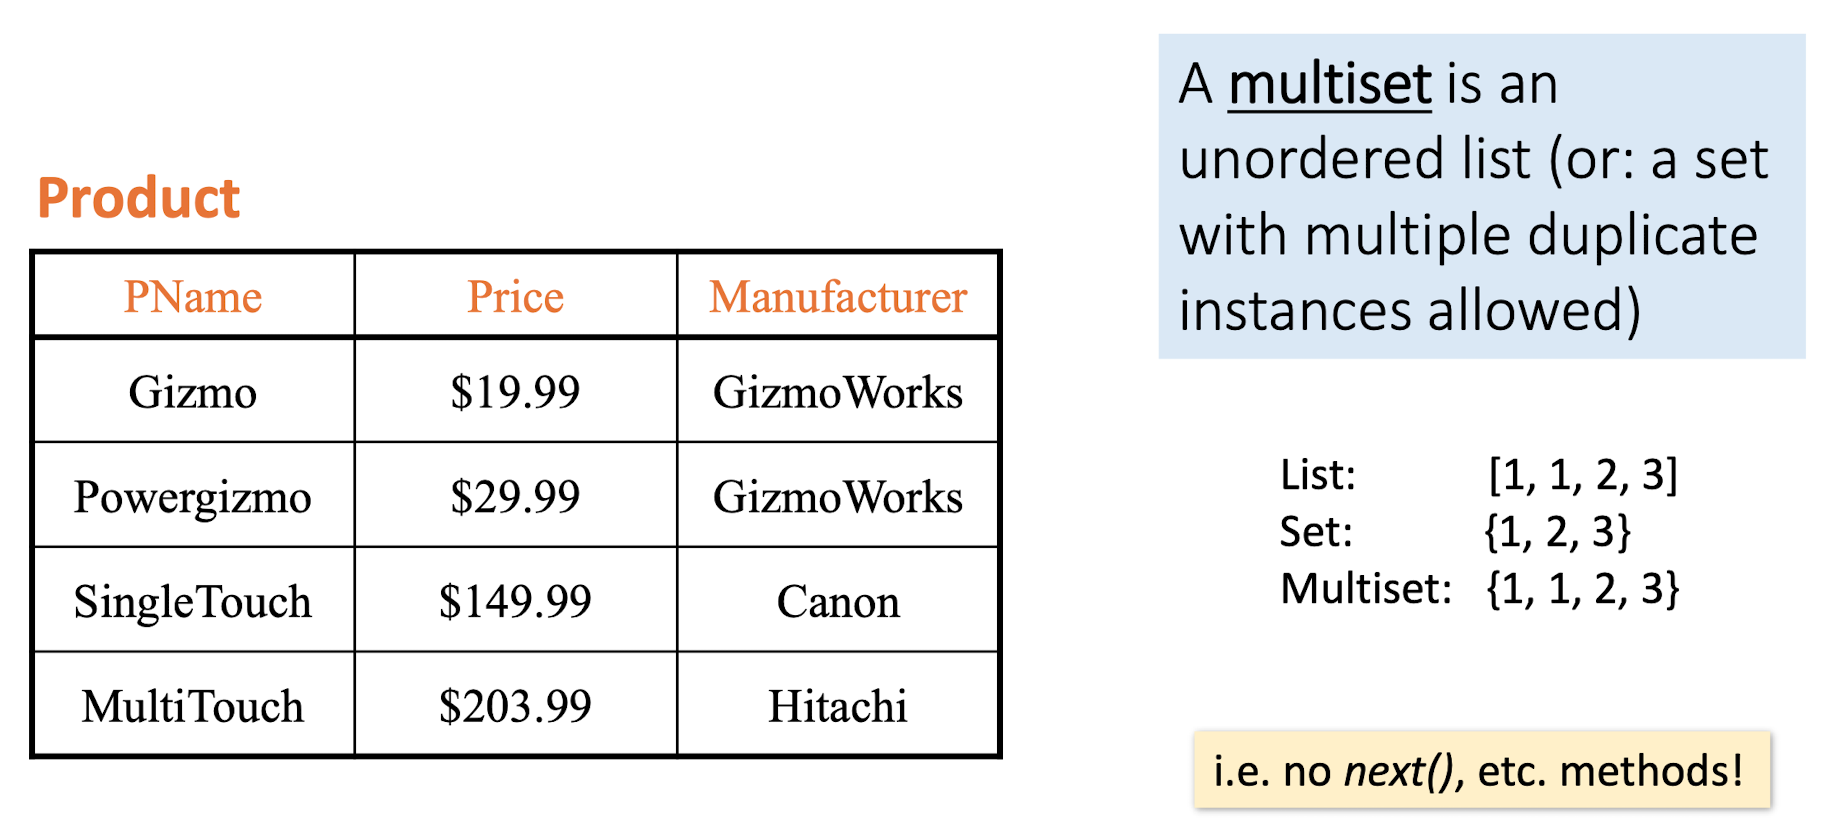 Product
PName Price Manufacturer
Gizmo $19.99 GizmoWorks
Powergizmo $29.99 GizmoWorks
SingleTouch $149.99 Canon
MultiTouch $203.99 Hitachi
A multiset is an
unordered list (or: a set
with multiple duplicate
instances allowed)
List: [1, 1, 2, 3]
Set: {1, 2, 3}
Multiset: {1, 1, 2, 3}
i.e. no next(), etc. methods!